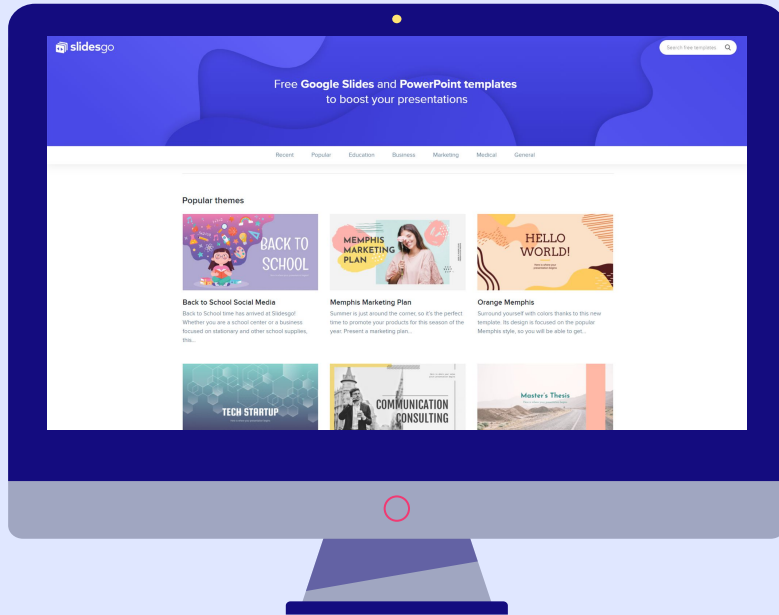 slidesgo
Search free templates
Free Google Slides and PowerPoint templates
to boost your presentations
Recent Popular Education Business Marketing Medical General
Popular themes
BACK TO
SCHOOL
MEMPHIS
MARKETING
PLAN
HELLO
WORLD!
Back to School Social Media
Back to School time has arrived at Slidesgo!
Whether you are a school center or a business
focused on stationary and other school supplies,
this...
Memphis Marketing Plan
Summer is just around the corner, so it's the perfect
time to promote your products for this season of the
year. Present a marketing plan...
Orange Memphis
Surround yourself with colors thanks to this new
template. Its design is focused on the popular
Memphis style, so you will be able to get...
TECH STARTUP
COMMUNICATION
CONSULTING
Master's Thesis